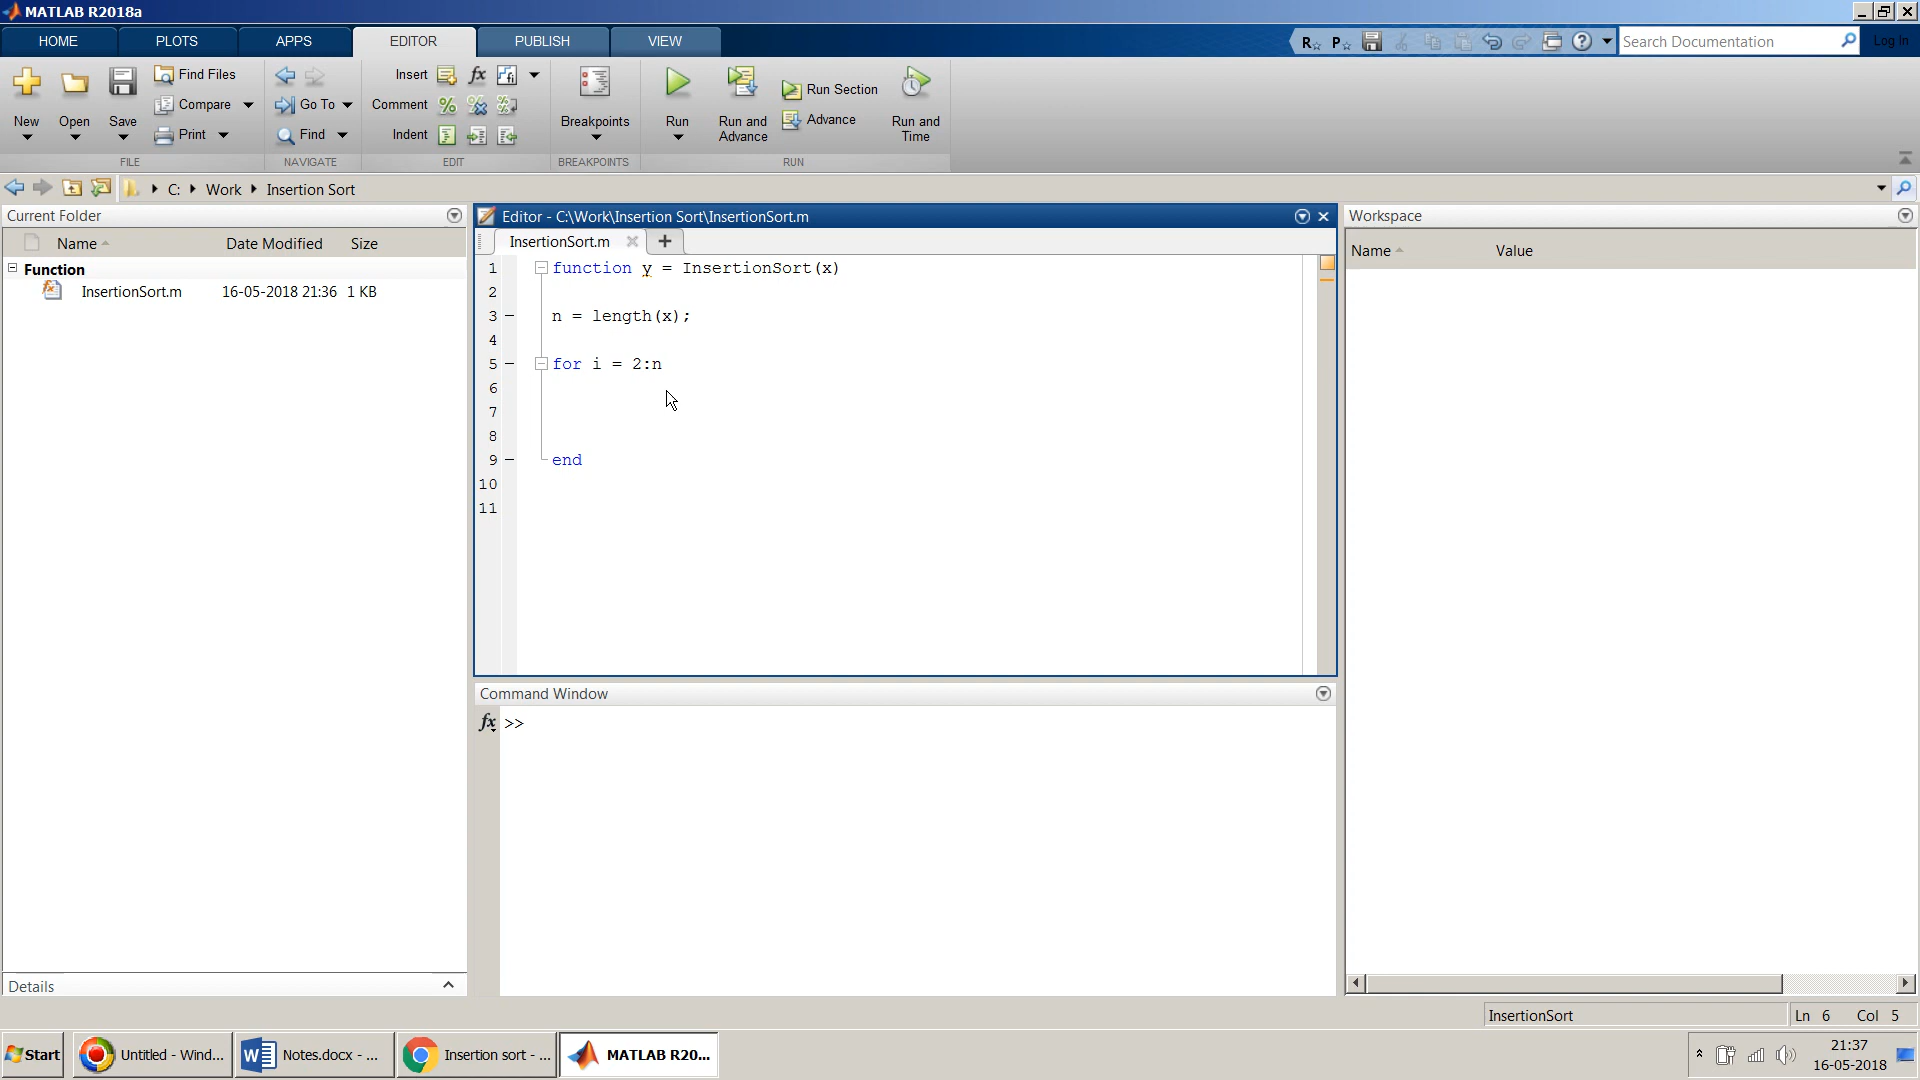 MATLAB R2018a
HOME PLOTS APPS EDITOR PUBLISH VIEW
Search Documentation
Log In
New
Open
Save
Find Files
Compare
Print
FILE
Go To
Find
NAVIGATE
Insert
Comment
Indent
EDIT
Breakpoints
BREAKPOINTS
Run
Run and Advance
Run Section
Advance
Run and Time
RUN
C: Work Insertion Sort
Current Folder
Name Date Modified Size
Function
InsertionSort.m 16-05-2018 21:36 1 KB
Details
Editor - C:\Work\Insertion Sort\InsertionSort.m
InsertionSort.m
1 function y = InsertionSort(x)
2
3 n = length(x);
4
5 for i = 2:n
6
7
8
9 end
10
11
Command Window
fx >>
Workspace
Name Value
InsertionSort
Ln 6 Col 5
Start
Untitled - Wind...
Notes.docx - ...
Insertion sort - ...
MATLAB R20...
21:37
16-05-2018